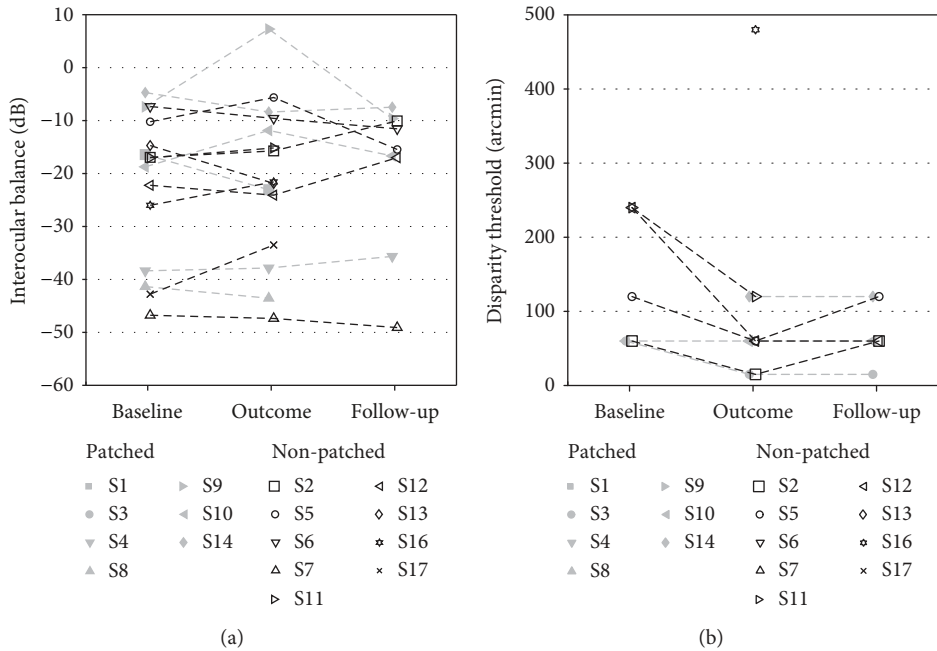 Interocular balance (dB)
10
0
−10
−20
−30
−40
−50
−60
Baseline Outcome Follow-up
Patched Non-patched
S1 S9 S2 S12
S3 S10 S5 S13
S4 S14 S6 S16
S8 S7 S17
S11
(a)
Disparity threshold (arcmin)
500
400
300
200
100
0
Baseline Outcome Follow-up
Patched Non-patched
S1 S9 S2 S12
S3 S10 S5 S13
S4 S14 S6 S16
S8 S7 S17
S11
(b)